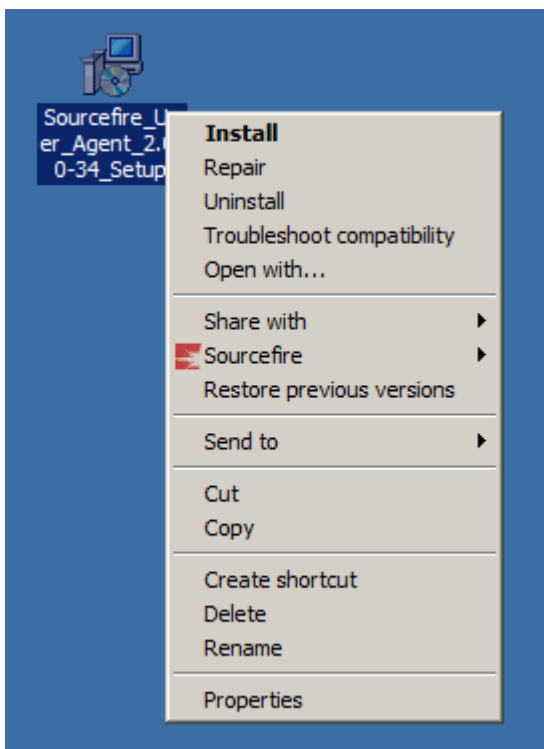 Sourcefire_U
er_Agent_2.
0-34_Setup
Install
Repair
Uninstall
Troubleshoot compatibility
Open with...
Share with
Sourcefire
Restore previous versions
Send to
Cut
Copy
Create shortcut
Delete
Rename
Properties